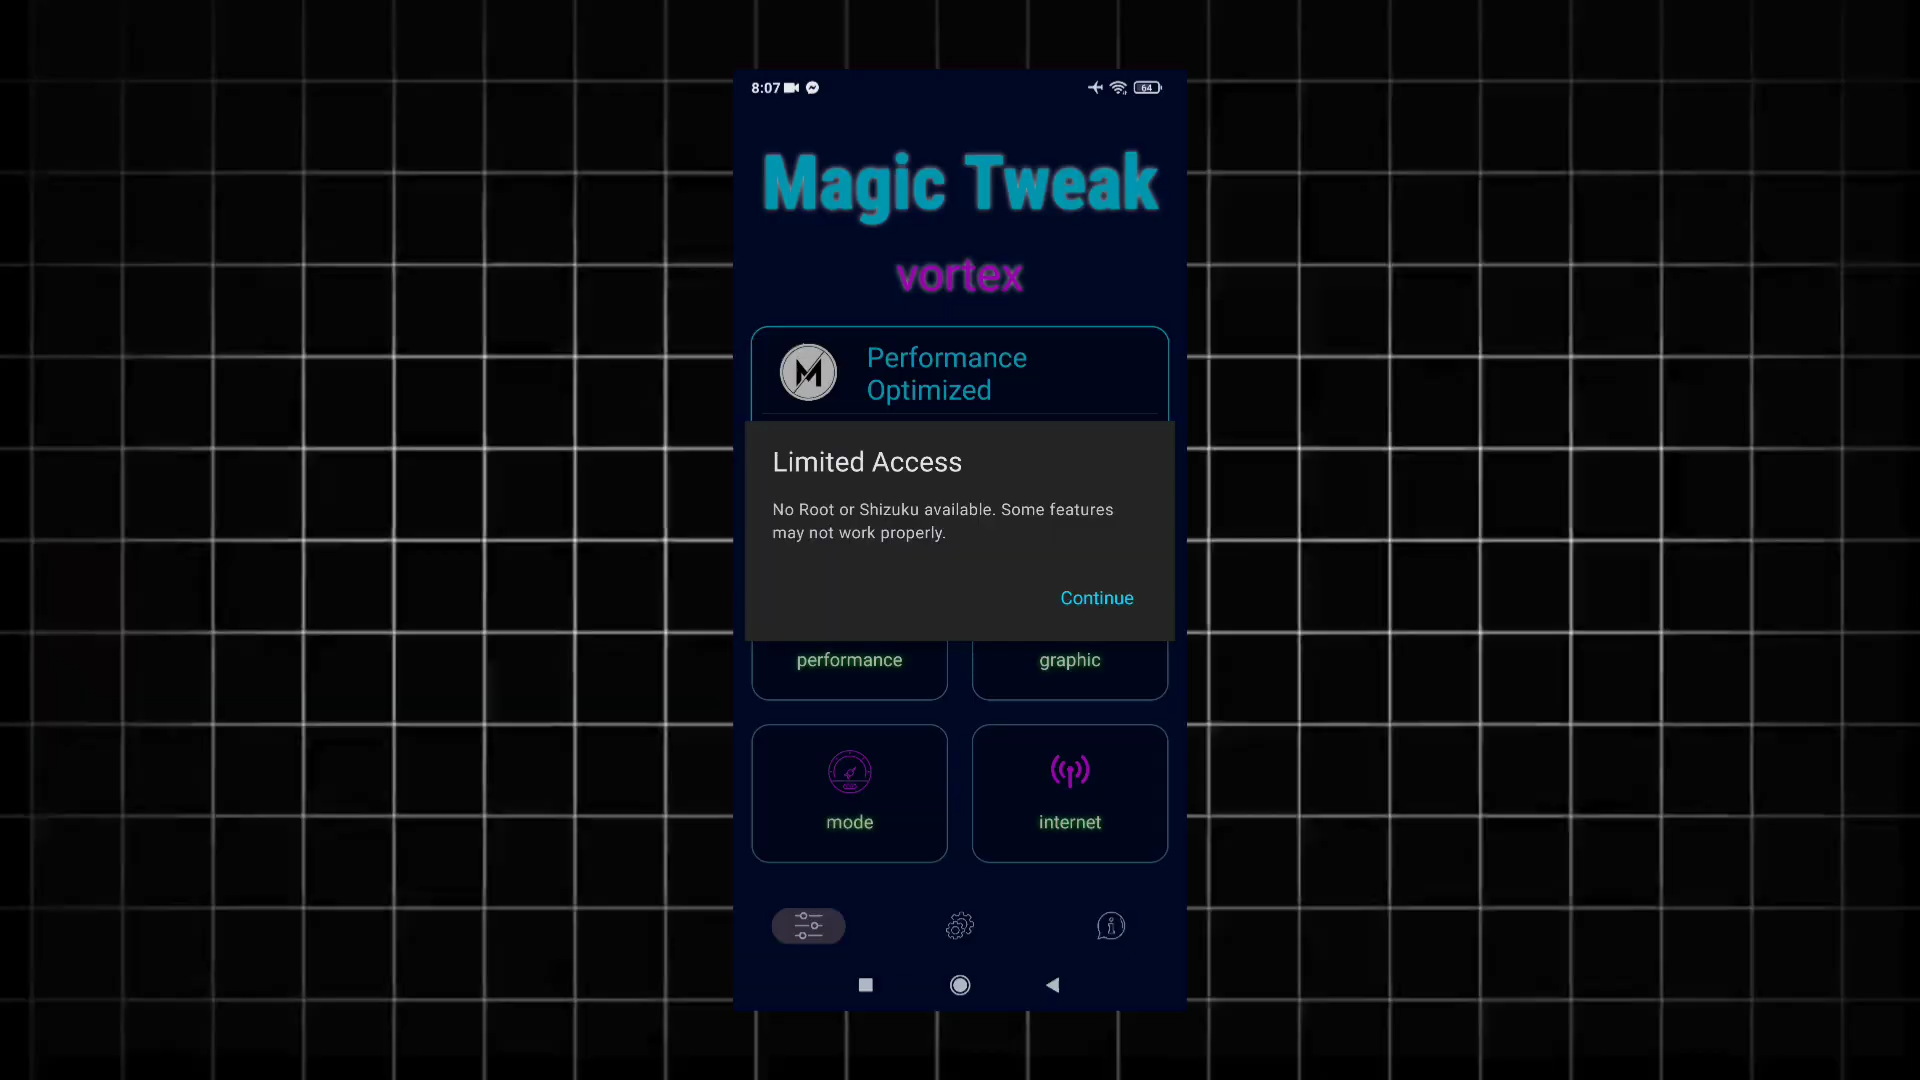 8:07
64
Magic Tweak
vortex
Performance
Optimized
Limited Access
No Root or Shizuku available. Some features
may not work properly.
Continue
performance
graphic
mode
internet